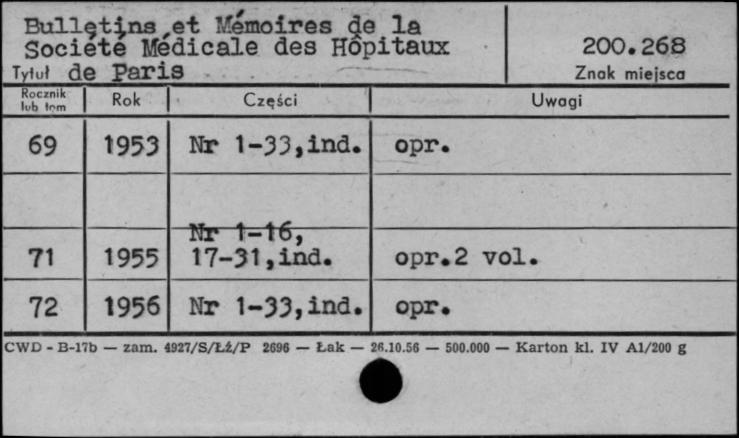 Bulletins et Mémoires de la
Société Médicale des Hôpitaux
Tytuł de Paris
200.268
Znak miejsca
Rocznik lub tom Rok Części Uwagi
69 1953 Nr 1-33,ind. opr.
Nr 1-16,
71 1955 17-31,ind. opr.2 vol.
72 1956 Nr 1-33,ind. opr.
CWD - B-17b — zam. 4927/S/ŁŻ/P 2696 — Łak — 26.10.56 — 500.000 — Karton kl. IV A1/200 g